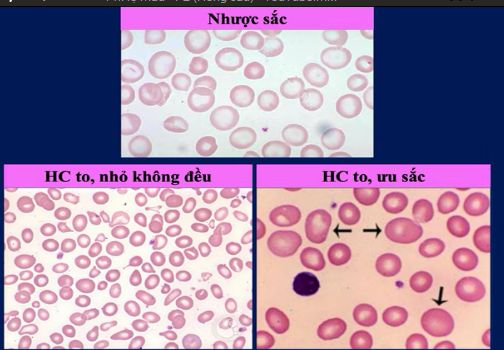 Nhược sắc
HC to, nhỏ không đều
HC to, ưu sắc